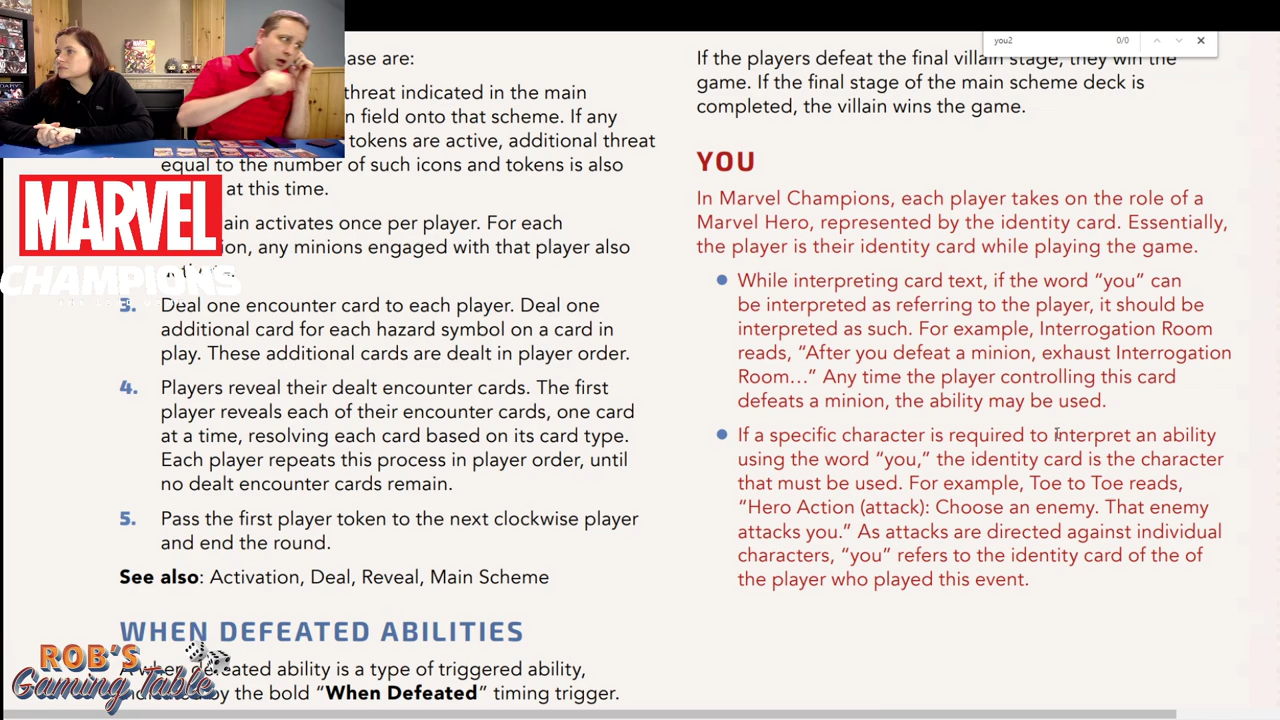 you2
0/0
ase are:
threat indicated in the main
n field onto that scheme. If any
tokens are active, additional threat
equal to the number of such icons and tokens is also
at this time.
ain activates once per player. For each
ion, any minions engaged with that player also
MARVEL
CHAMPIONS
3. Deal one encounter card to each player. Deal one
additional card for each hazard symbol on a card in
play. These additional cards are dealt in player order.
4. Players reveal their dealt encounter cards. The first
player reveals each of their encounter cards, one card
at a time, resolving each card based on its card type.
Each player repeats this process in player order, until
no dealt encounter cards remain.
5. Pass the first player token to the next clockwise player
and end the round.
See also: Activation, Deal, Reveal, Main Scheme
WHEN DEFEATED ABILITIES
A when defeated ability is a type of triggered ability,
by the bold “When Defeated” timing trigger.
ROB'S
Gaming Table
If the players defeat the final villain stage, they win the
game. If the final stage of the main scheme deck is
completed, the villain wins the game.
YOU
In Marvel Champions, each player takes on the role of a
Marvel Hero, represented by the identity card. Essentially,
the player is their identity card while playing the game.
While interpreting card text, if the word “you” can
be interpreted as referring to the player, it should be
interpreted as such. For example, Interrogation Room
reads, “After you defeat a minion, exhaust Interrogation
Room…” Any time the player controlling this card
defeats a minion, the ability may be used.
If a specific character is required to interpret an ability
using the word “you,” the identity card is the character
that must be used. For example, Toe to Toe reads,
“Hero Action (attack): Choose an enemy. That enemy
attacks you.” As attacks are directed against individual
characters, “you” refers to the identity card of the of
the player who played this event.